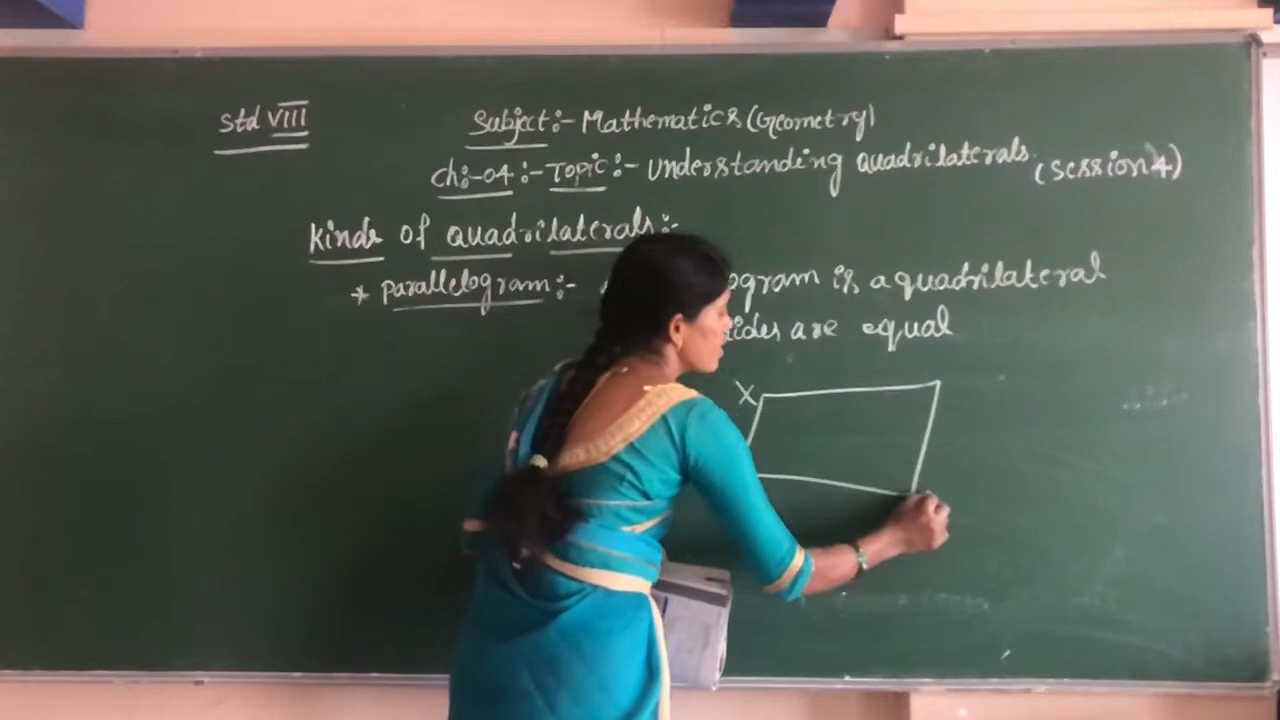 Std VIII
Subject:- Mathematics (Geometry)
Ch:-04:- Topic:- Understanding quadrilaterals. (Session 4)
Kinds of quadrilaterals:-
* parallelogram:- is a quadrilateral
sides are equal
X